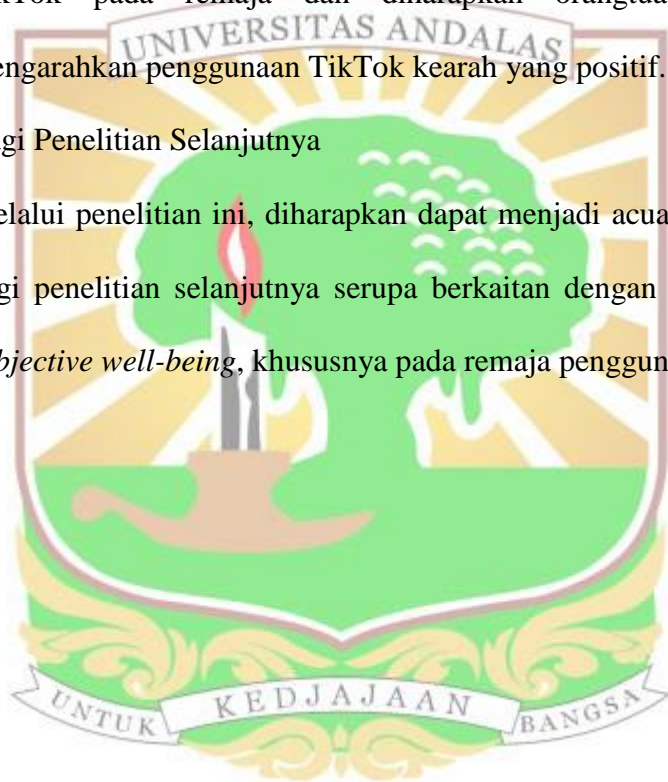 TikTok pada remaja dan diharapkan orangtua
UNIVERSITAS ANDALAS
engarahkan penggunaan TikTok kearah yang positif.
gi Penelitian Selanjutnya
elalui penelitian ini, diharapkan dapat menjadi acua
gi penelitian selanjutnya serupa berkaitan dengan
bjective well-being, khususnya pada remaja penggun
UNTUK KEDJAJAAN BANGSA